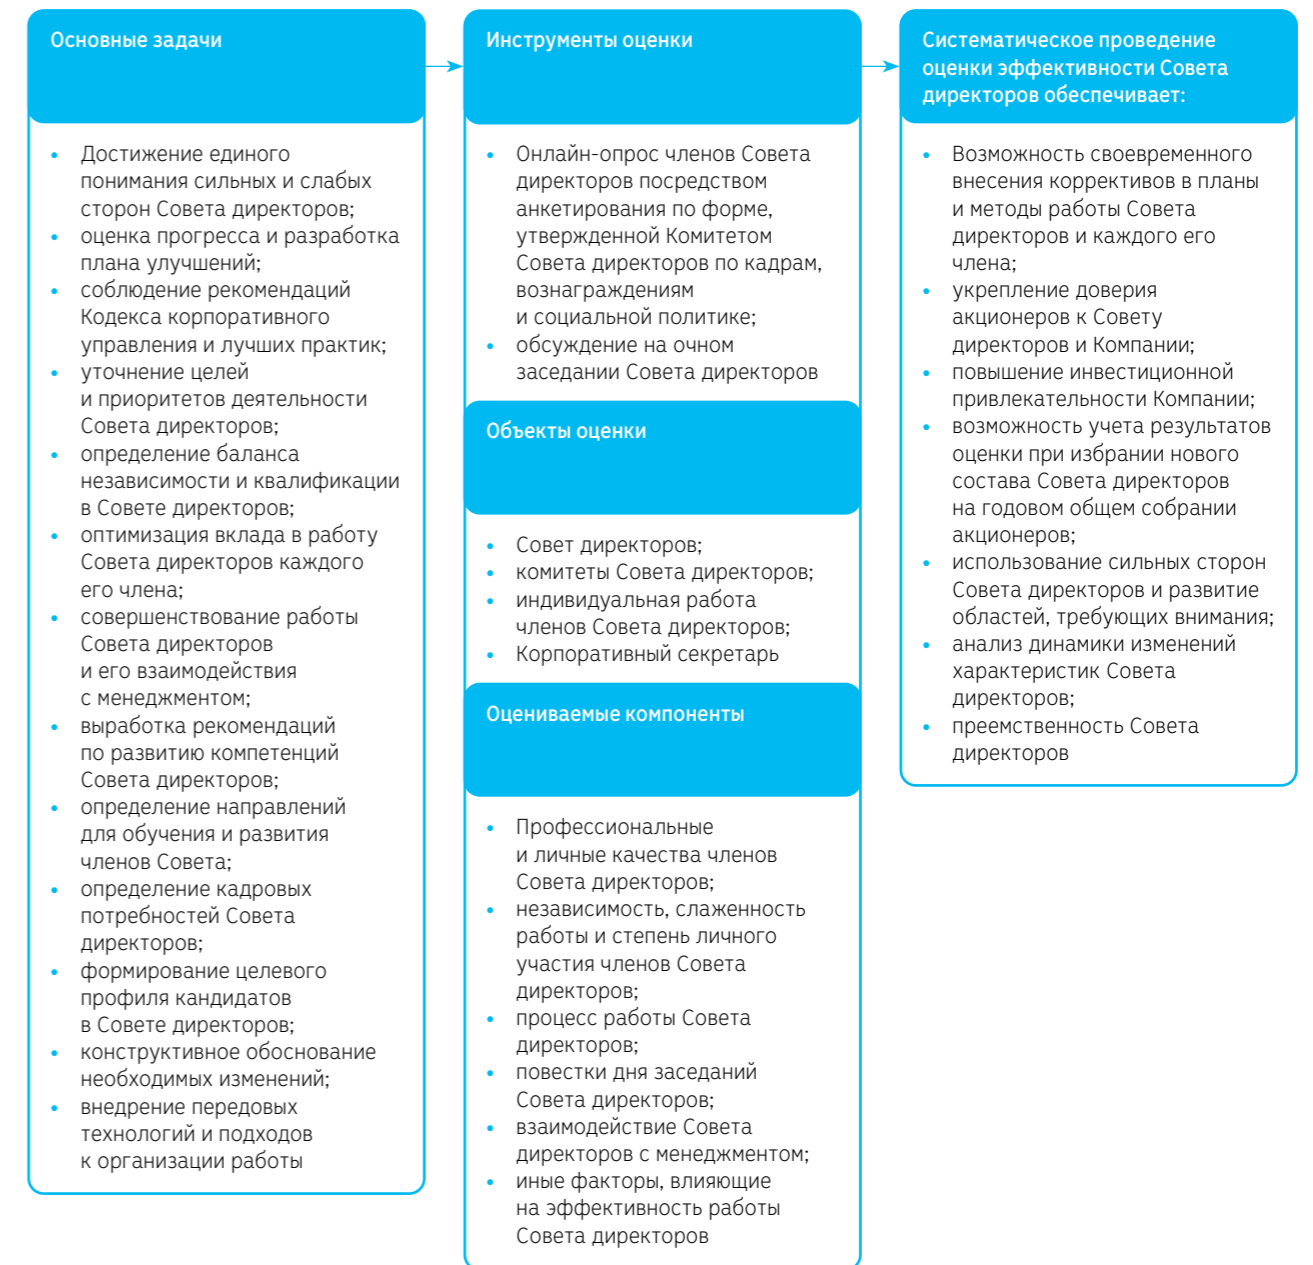 Основные задачи
• Достижение единого
понимания сильных и слабых
сторон Совета директоров;
• оценка прогресса и разработка
плана улучшений;
• соблюдение рекомендаций
Кодекса корпоративного
управления и лучших практик;
• уточнение целей
и приоритетов деятельности
Совета директоров;
• определение баланса
независимости и квалификации
в Совете директоров;
• оптимизация вклада в работу
Совета директоров каждого
его члена;
• совершенствование работы
Совета директоров
и его взаимодействия
с менеджментом;
• выработка рекомендаций
по развитию компетенций
Совета директоров;
• определение направлений
для обучения и развития
членов Совета;
• определение кадровых
потребностей Совета
директоров;
• формирование целевого
профиля кандидатов
в Совете директоров;
• конструктивное обоснование
необходимых изменений;
• внедрение передовых
технологий и подходов
к организации работы
Инструменты оценки
• Онлайн-опрос членов Совета
директоров посредством
анкетирования по форме,
утвержденной Комитетом
Совета директоров по кадрам,
вознаграждениям
и социальной политике;
• обсуждение на очном
заседании Совета директоров
Объекты оценки
• Совет директоров;
• комитеты Совета директоров;
• индивидуальная работа
членов Совета директоров;
• Корпоративный секретарь
Оцениваемые компоненты
• Профессиональные
и личные качества членов
Совета директоров;
• независимость, слаженность
работы и степень личного
участия членов Совета
директоров;
• процесс работы Совета
директоров;
• повестки дня заседаний
Совета директоров;
• взаимодействие Совета
директоров с менеджментом;
• иные факторы, влияющие
на эффективность работы
Совета директоров
Систематическое проведение
оценки эффективности Совета
директоров обеспечивает:
• Возможность своевременного
внесения коррективов в планы
и методы работы Совета
директоров и каждого его
члена;
• укрепление доверия
акционеров к Совету
директоров и Компании;
• повышение инвестиционной
привлекательности Компании;
• возможность учета результатов
оценки при избрании нового
состава Совета директоров
на годовом общем собрании
акционеров;
• использование сильных сторон
Совета директоров и развитие
областей, требующих внимания;
• анализ динамики изменений
характеристик Совета
директоров;
• преемственность Совета
директоров